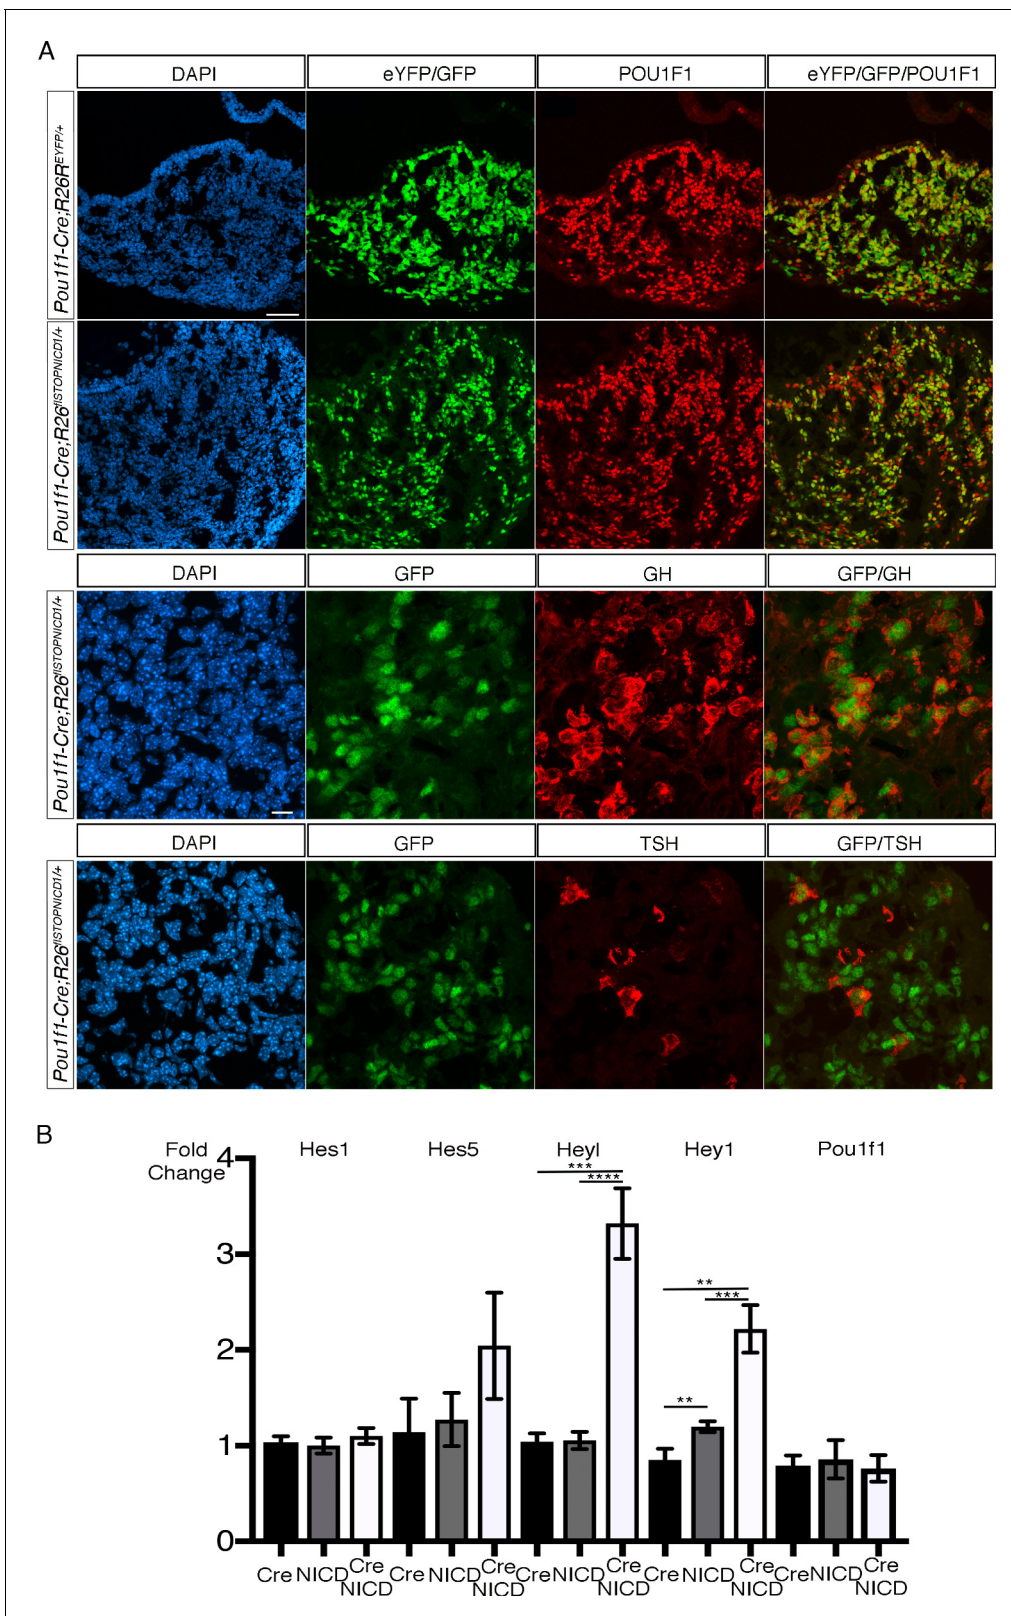 A
DAPI eYFP/GFP POU1F1 eYFP/GFP/POU1F1
Pou1f1-Cre;R26R^EYFP/+
Pou1f1-Cre;R26^flSTOPNICD1/+
DAPI GFP GH GFP/GH
Pou1f1-Cre;R26^flSTOPNICD1/+
DAPI GFP TSH GFP/TSH
Pou1f1-Cre;R26^flSTOPNICD1/+
B
Fold Change
Hes1 Hes5 Heyl Hey1 Pou1f1
4
3
2
1
0
*** ****
** ***
**
Cre NICD Cre NICD Cre NICD Cre NICD Cre NICD Cre NICD Cre NICD Cre NICD Cre NICD Cre NICD